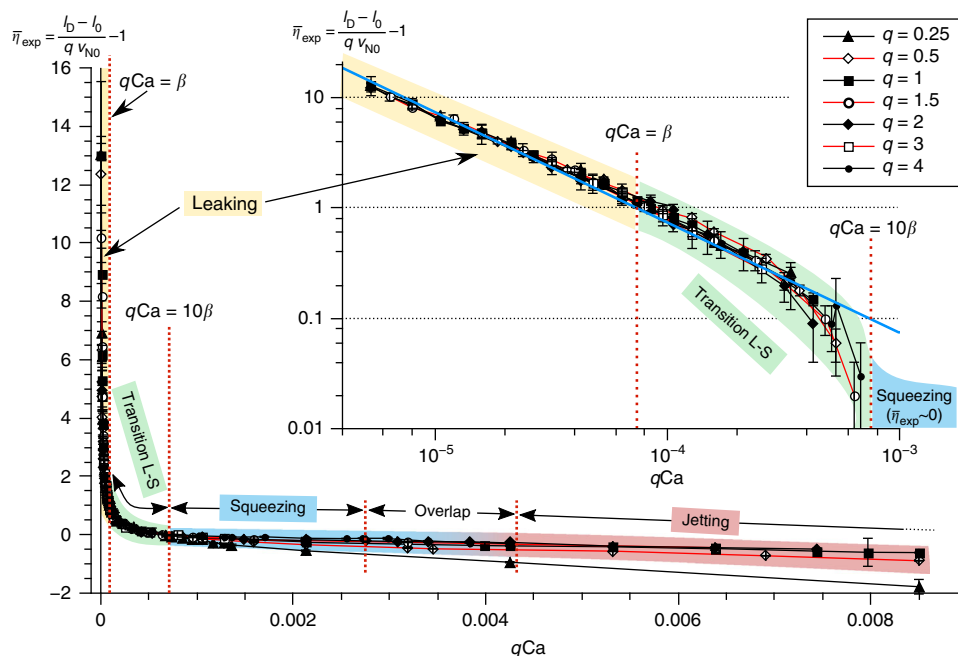 η̄exp = (lD – l0)/(q vN0) –1
η̄exp = (lD – l0)/(q vN0) –1
q = 0.25
q = 0.5
q = 1
q = 1.5
q = 2
q = 3
q = 4
16
14
12
10
8
6
4
2
0
−2
qCa = β
Leaking
qCa = 10β
Transition L-S
10
1
0.1
0.01
qCa = β
qCa = 10β
Transition L-S
Squeezing
(η̄exp~0)
10−5
10−4
10−3
qCa
Squeezing
Overlap
Jetting
0
0.002
0.004
0.006
0.008
qCa